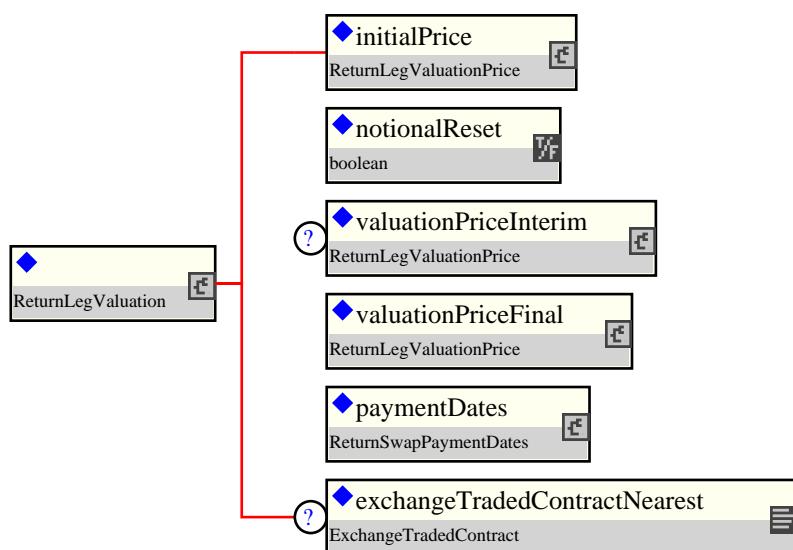 initialPrice
ReturnLegValuationPrice
notionalReset
boolean
T/F
?
valuationPriceInterim
ReturnLegValuationPrice
ReturnLegValuation
valuationPriceFinal
ReturnLegValuationPrice
paymentDates
ReturnSwapPaymentDates
?
exchangeTradedContractNearest
ExchangeTradedContract